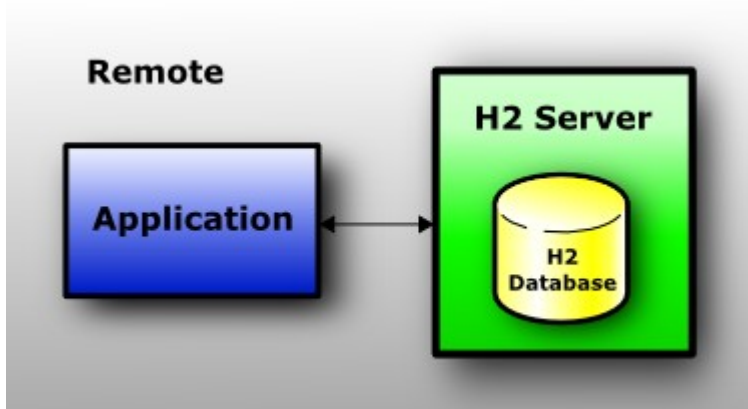 Remote
H2 Server
Application
H2
Database